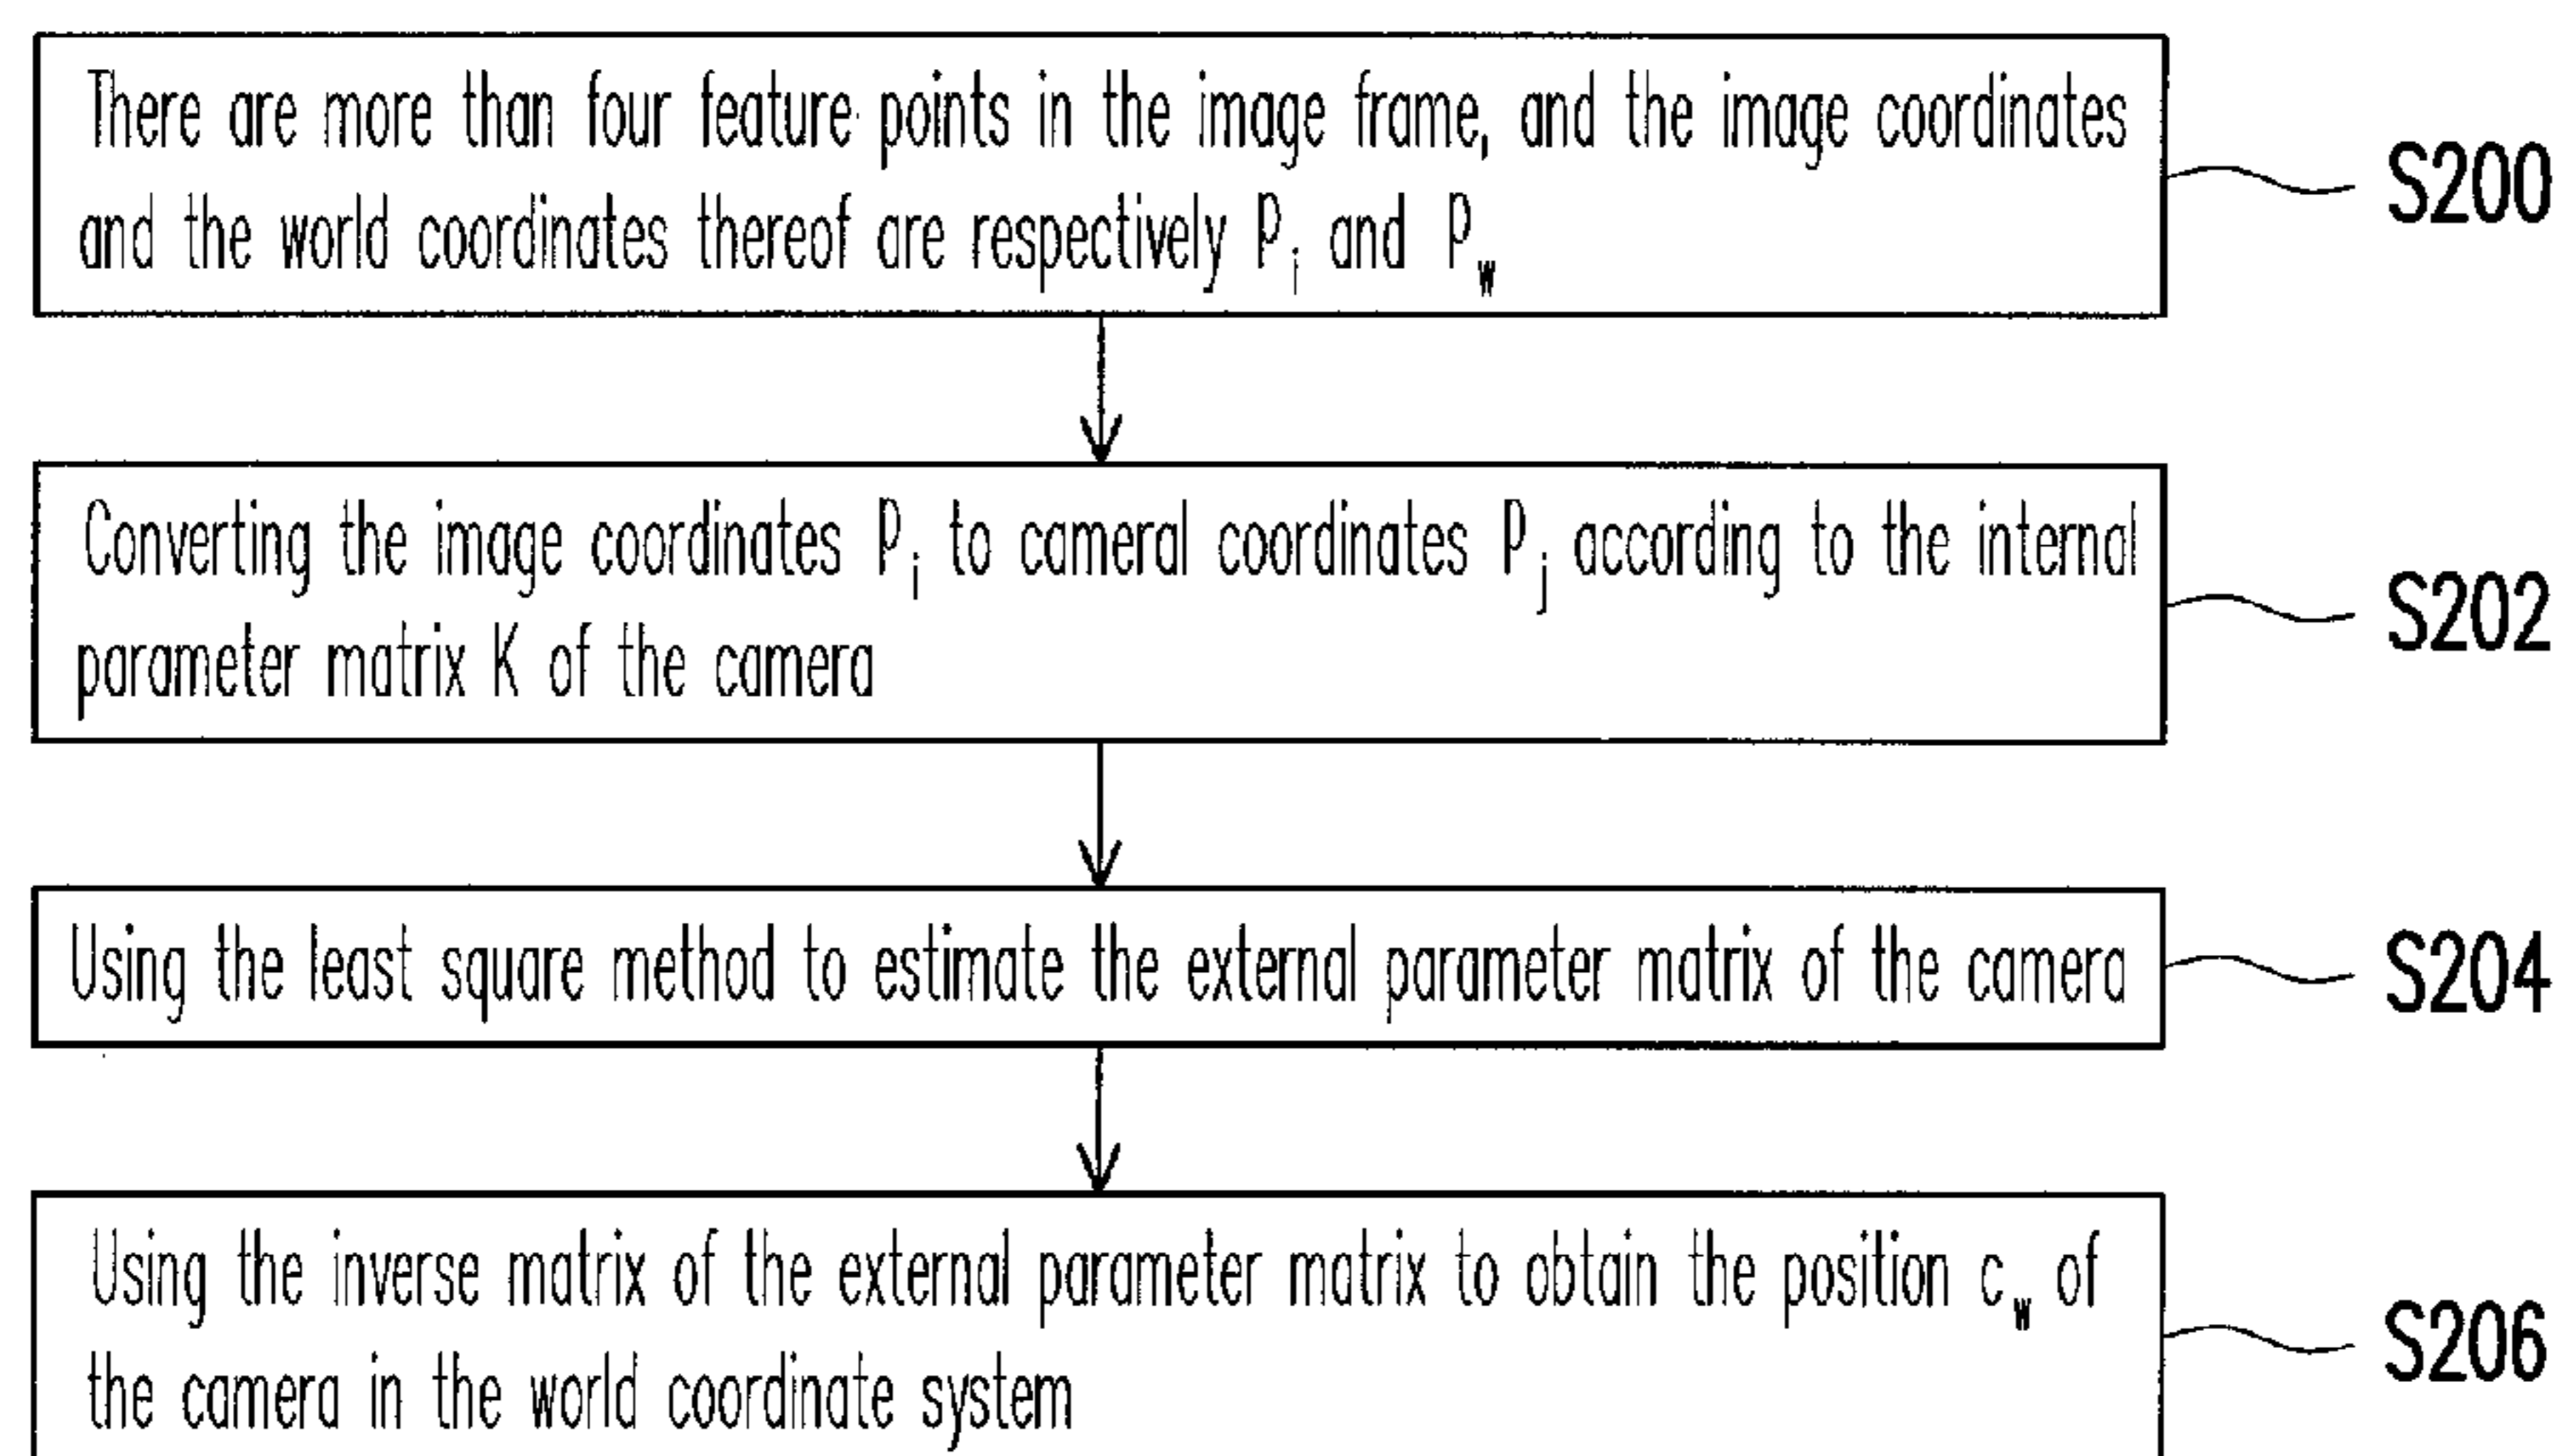 There are more than four feature points in the image frame, and the image coordinates
and the world coordinates thereof are respectively P_i and P_w
S200
Converting the image coordinates P_i to cameral coordinates P_j according to the internal
parameter matrix K of the camera
S202
Using the least square method to estimate the external parameter matrix of the camera
S204
Using the inverse matrix of the external parameter matrix to obtain the position c_w of
the camera in the world coordinate system
S206